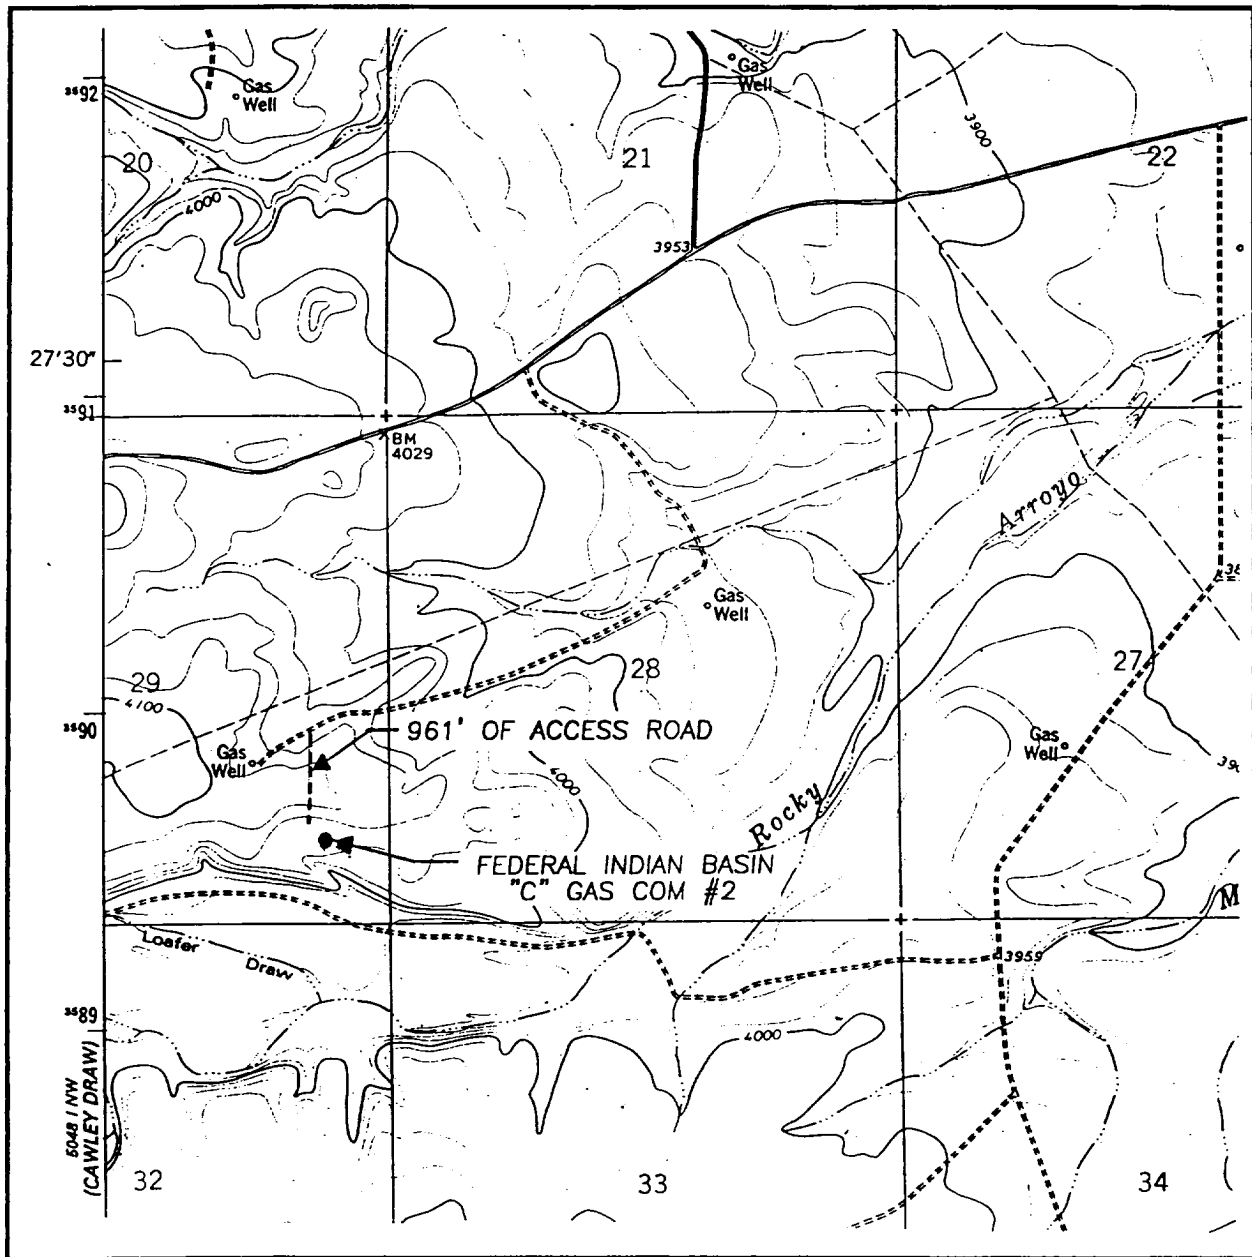 Gas
Well
³⁵92
Gas
Well
3900
20
21
22
4000
3953
27'30"
³⁵91
BM
4029
Arroyo
38
Gas
Well
29
28
27
4100
³⁵90
961' OF ACCESS ROAD
Gas
Well
Gas
Well
390
4000
Rocky
FEDERAL INDIAN BASIN
"C" GAS COM #2
M
Loafer Draw
3959
³⁵89
4000
5048 I NW
(CAWLEY DRAW)
32
33
34